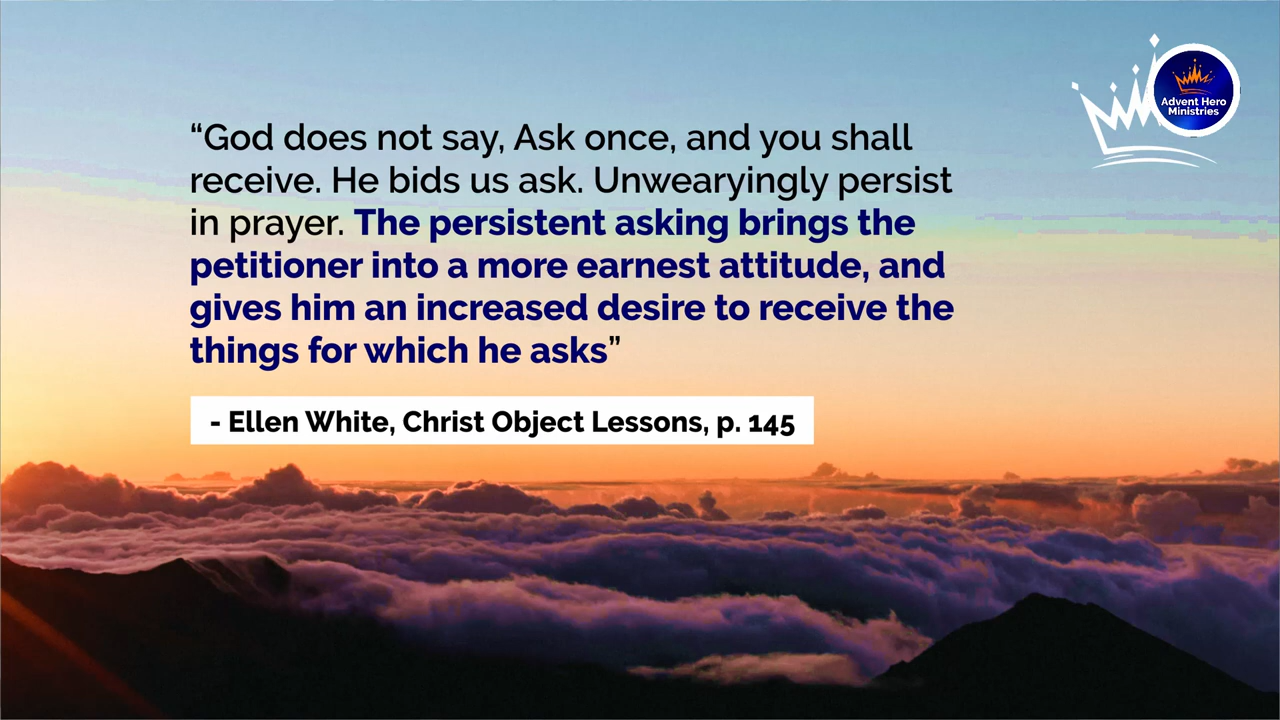 “God does not say, Ask once, and you shall
receive. He bids us ask. Unwearyingly persist
in prayer. The persistent asking brings the
petitioner into a more earnest attitude, and
gives him an increased desire to receive the
things for which he asks”
- Ellen White, Christ Object Lessons, p. 145
Advent Hero
Ministries